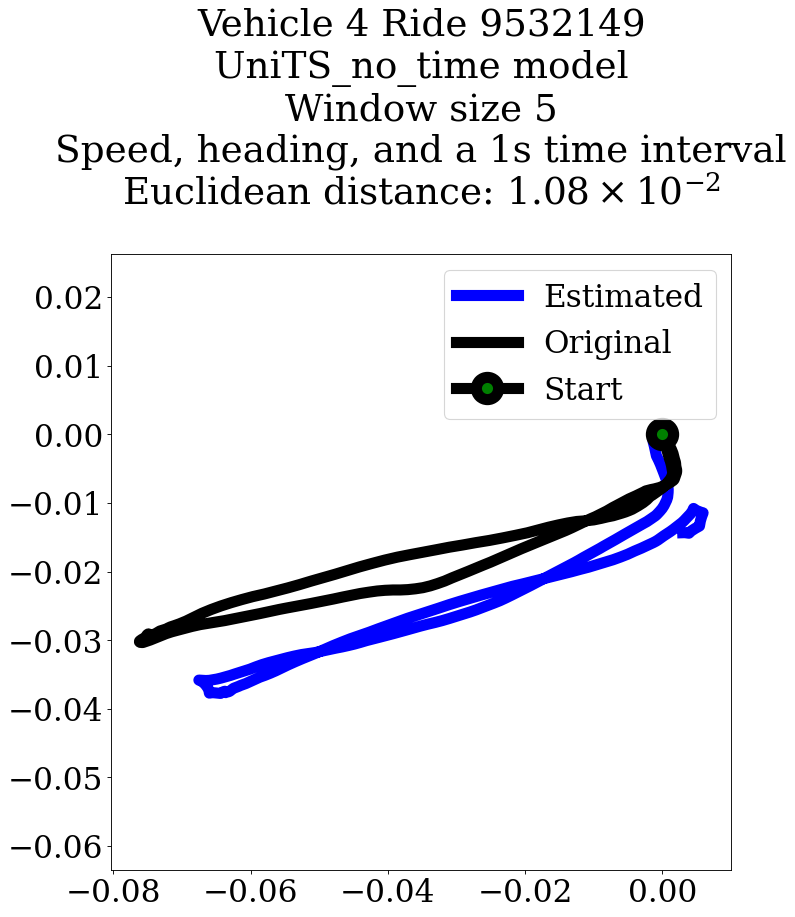 Vehicle 4 Ride 9532149
UniTS_no_time model
Window size 5
Speed, heading, and a 1s time interval
Euclidean distance: 1.08 × 10⁻²
Estimated
Original
Start
0.02
0.01
0.00
−0.01
−0.02
−0.03
−0.04
−0.05
−0.06
−0.08
−0.06
−0.04
−0.02
0.00